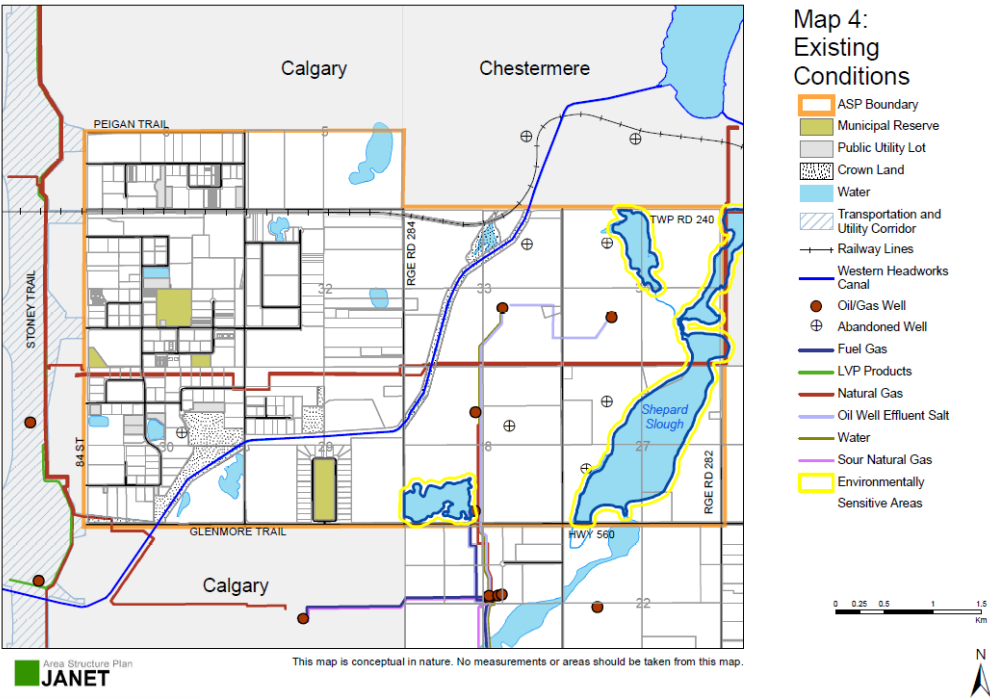 Map 4:
Existing
Conditions
ASP Boundary
Municipal Reserve
Public Utility Lot
Crown Land
Water
Transportation and
Utility Corridor
Railway Lines
Western Headworks
Canal
Oil/Gas Well
Abandoned Well
Fuel Gas
LVP Products
Natural Gas
Oil Well Effluent Salt
Water
Sour Natural Gas
Environmentally
Sensitive Areas
Calgary
Chestermere
PEIGAN TRAIL
5
TWP RD 240
RGE RD 284
STONEY TRAIL
32
33
Shepard
Slough
84 ST
30
29
27
RGE RD 282
GLENMORE TRAIL
HWY 560
Calgary
22
0 0.25 0.5 1 1.5
Km
N
Area Structure Plan
JANET
This map is conceptual in nature. No measurements or areas should be taken from this map.